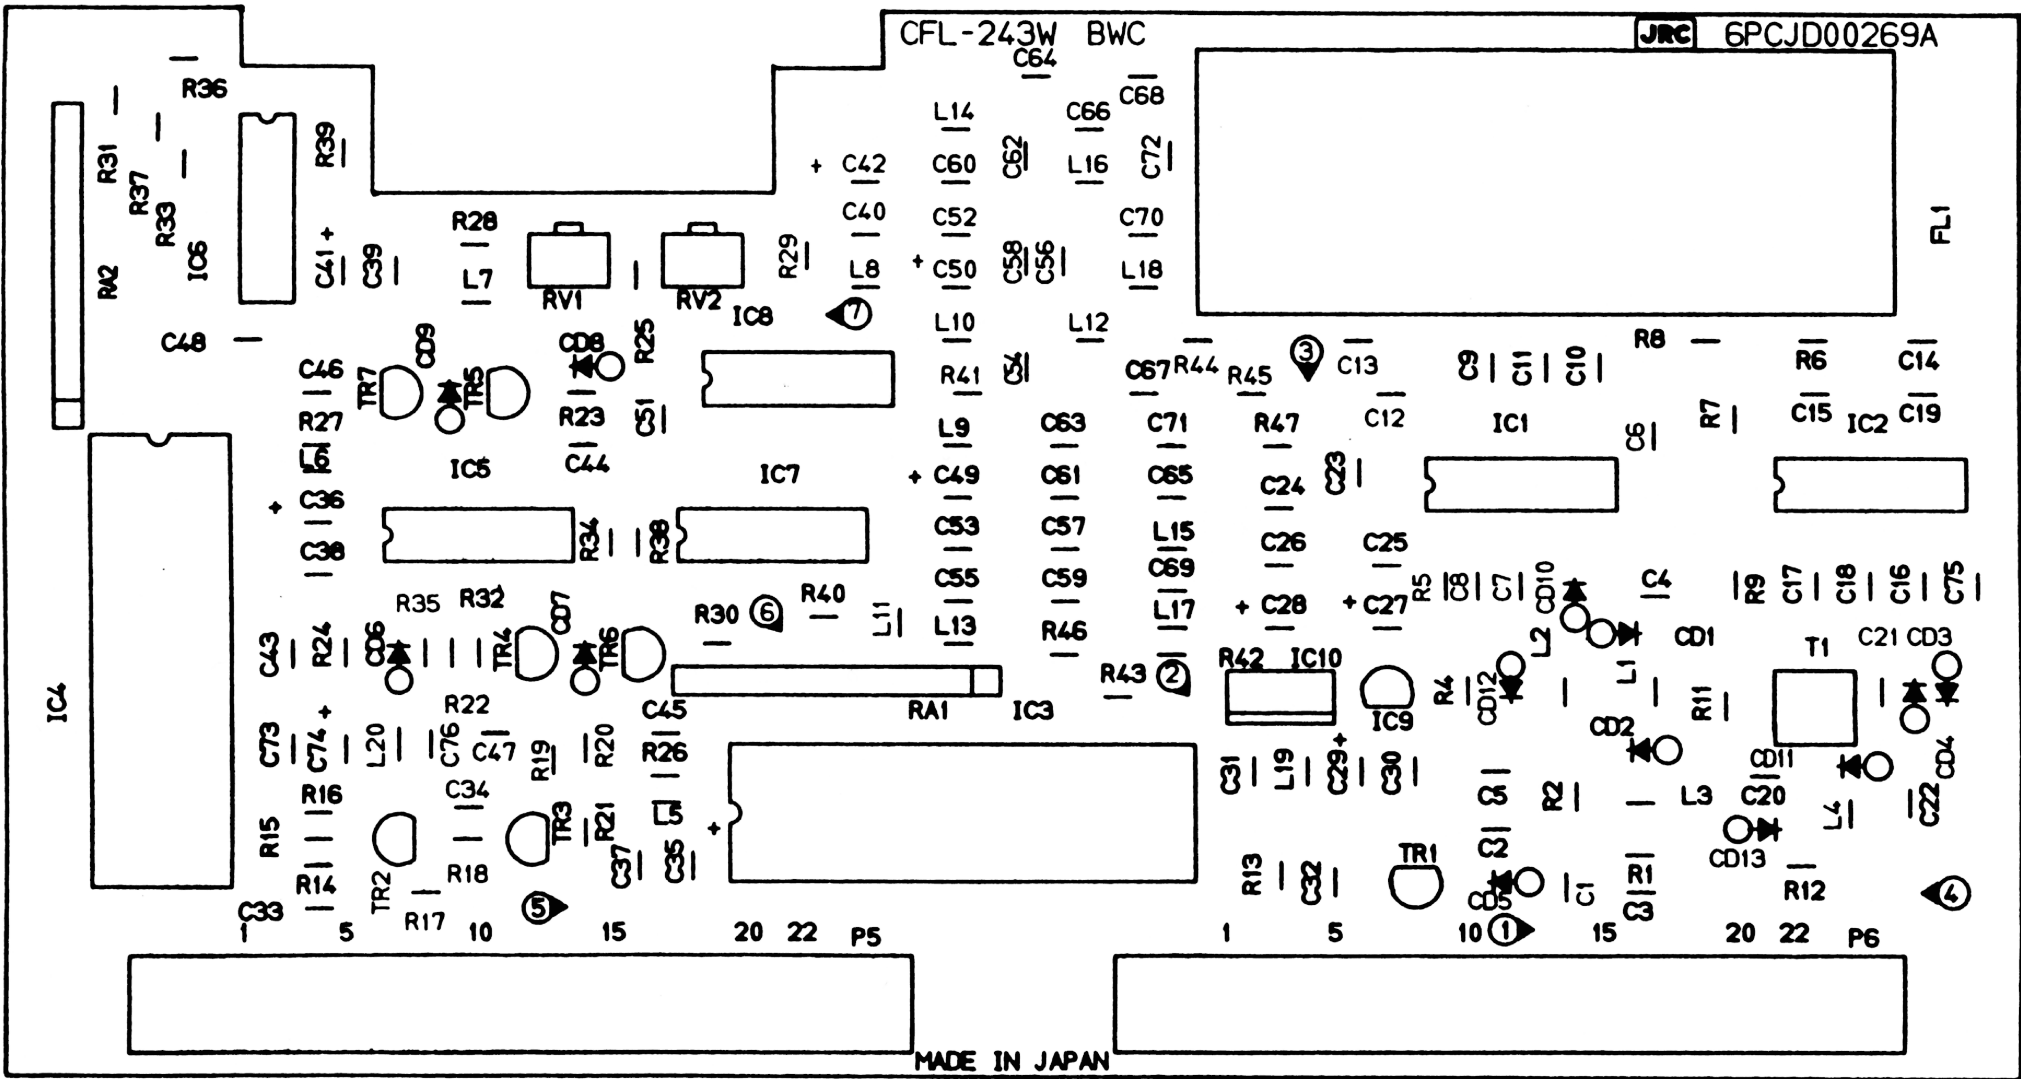 CFL-243W BWC
JRC 6PCJD00269A
C64
R36
C68
L14
C66
R31
R39
C62
C72
C42
C60
L16
R37
R33
+
C40
C52
C70
R28
FL1
RA2
IC6
C41 +
C39
L7
R29
L8
+
C50
C58
C56
L18
RV1
RV2
IC8
7
C48
CD9
CD8
R25
L10
L12
R44
3
C13
R8
R6
C14
C46
TR7
TR5
R41
C54
C67
R45
C9
C11
C10
R27
R23
C51
C12
R7
C15
C19
L9
C63
C71
R47
IC1
C6
IC2
L6
IC5
C44
IC7
+
C49
C61
C65
C24
C23
+
C36
C53
C57
L15
C38
R34
R38
C26
C25
C55
C59
C69
R5
C8
C7
CD10
C4
R9
C17
C18
C16
C75
R35
R32
CD7
R30
6
R40
L11
L17
+
C28
+
C27
C43
R24
CD6
TR4
TR6
L13
R46
L2
CD1
C21
CD3
T1
R42
IC10
L1
IC4
R43
2
R4
CD12
R11
R22
C45
RA1
IC3
IC9
CD2
C73
C74 +
L20
C76
C47
R19
R20
R26
+
C31
L19
C29
C30
CD11
CD4
R16
C34
L5
C5
R2
L3
C20
L4
C22
R15
TR3
R21
+
C37
C35
TR1
C2
CD13
R14
TR2
R18
R13
C32
CD5
C1
R1
R12
4
C33
R17
5
C3
1 5 10 15 20 22 P5
1 5 10 1 15 20 22 P6
MADE IN JAPAN